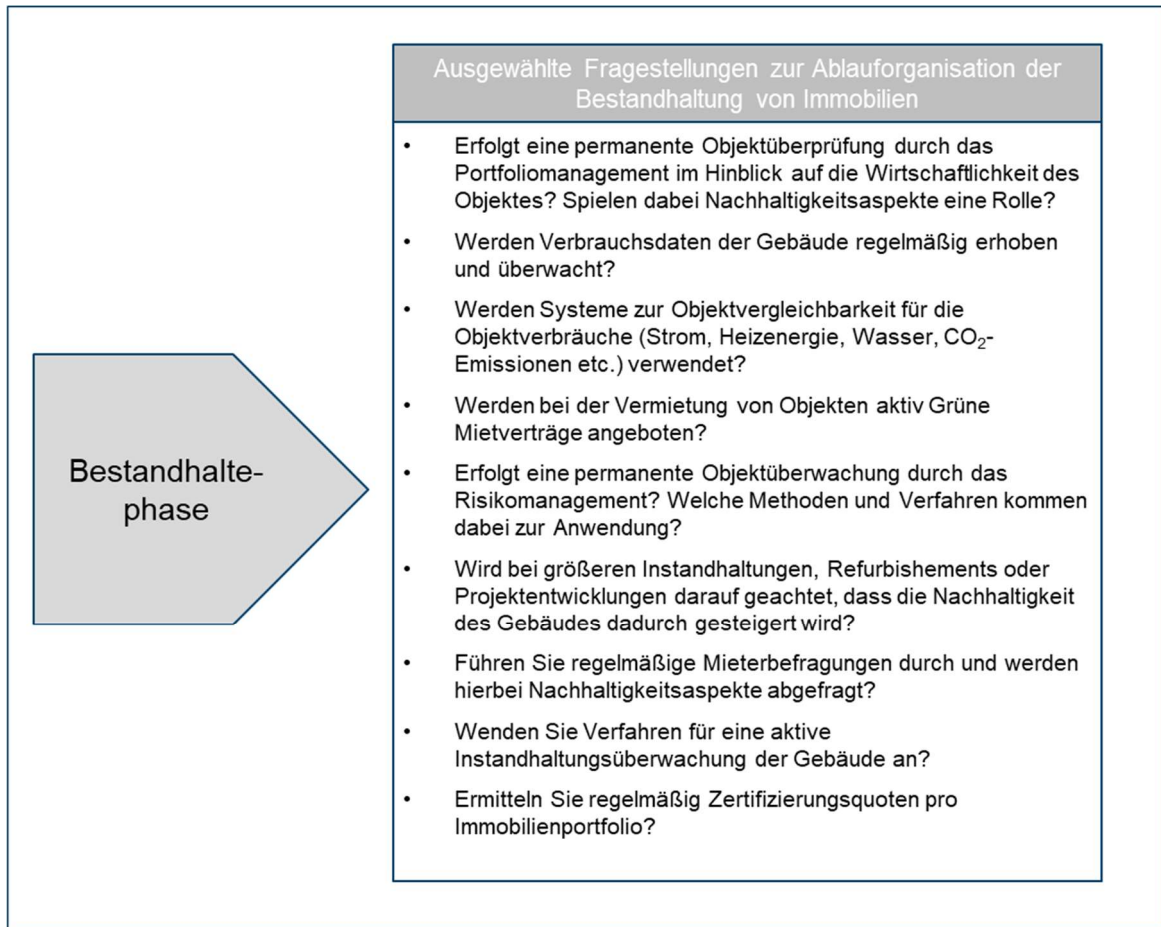 Ausgewählte Fragestellungen zur Ablauforganisation der
Bestandhaltung von Immobilien
• Erfolgt eine permanente Objektüberprüfung durch das
Portfoliomanagement im Hinblick auf die Wirtschaftlichkeit des
Objektes? Spielen dabei Nachhaltigkeitsaspekte eine Rolle?
• Werden Verbrauchsdaten der Gebäude regelmäßig erhoben
und überwacht?
• Werden Systeme zur Objektvergleichbarkeit für die
Objektverbräuche (Strom, Heizenergie, Wasser, CO₂-
Emissionen etc.) verwendet?
• Werden bei der Vermietung von Objekten aktiv Grüne
Mietverträge angeboten?
• Erfolgt eine permanente Objektüberwachung durch das
Risikomanagement? Welche Methoden und Verfahren kommen
dabei zur Anwendung?
• Wird bei größeren Instandhaltungen, Refurbishements oder
Projektentwicklungen darauf geachtet, dass die Nachhaltigkeit
des Gebäudes dadurch gesteigert wird?
• Führen Sie regelmäßige Mieterbefragungen durch und werden
hierbei Nachhaltigkeitsaspekte abgefragt?
• Wenden Sie Verfahren für eine aktive
Instandhaltungsüberwachung der Gebäude an?
• Ermitteln Sie regelmäßig Zertifizierungsquoten pro
Immobilienportfolio?
Bestandhalte-
phase